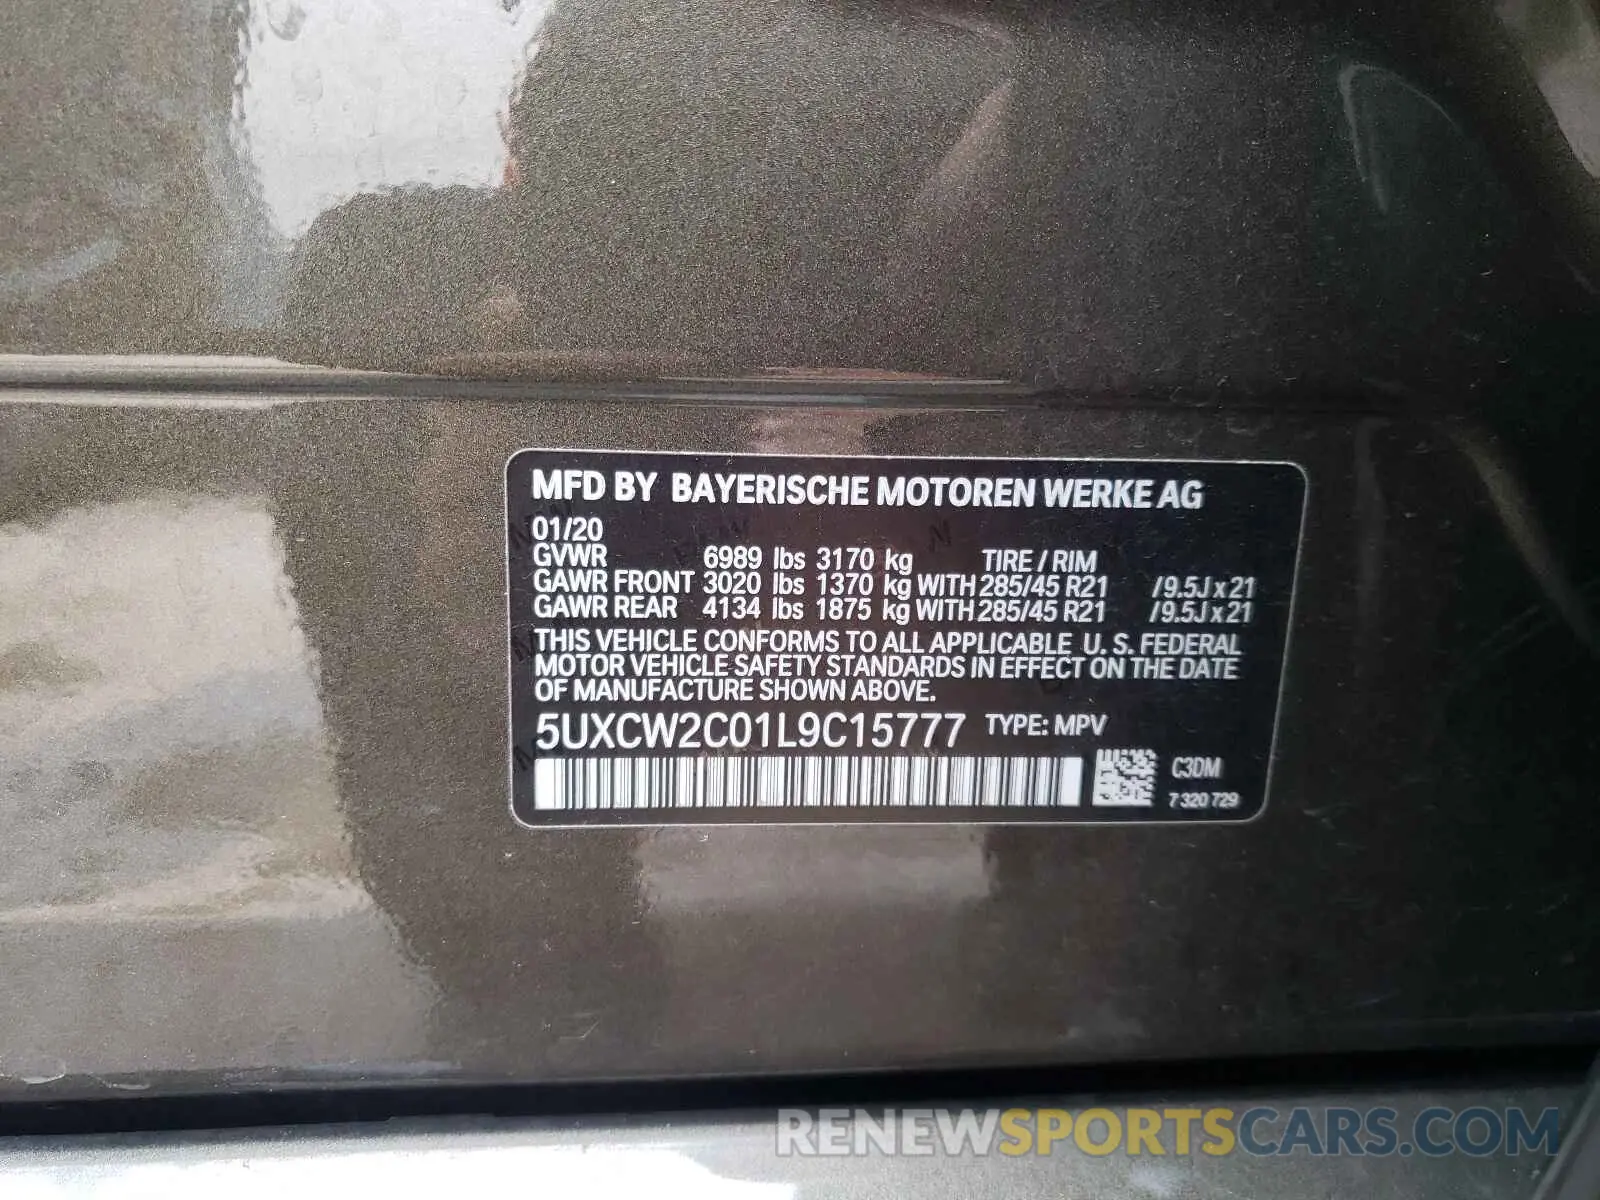 MFD BY BAYERISCHE MOTOREN WERKE AG
01/20
GVWR 6989 lbs 3170 kg TIRE / RIM
GAWR FRONT 3020 lbs 1370 kg WITH 285/45 R21 /9.5J x 21
GAWR REAR 4134 lbs 1875 kg WITH 285/45 R21 /9.5J x 21
THIS VEHICLE CONFORMS TO ALL APPLICABLE U. S. FEDERAL
MOTOR VEHICLE SAFETY STANDARDS IN EFFECT ON THE DATE
OF MANUFACTURE SHOWN ABOVE.
5UXCW2C01L9C15777 TYPE: MPV
C3DM
7 320 729
RENEWSPORTSCARS.COM